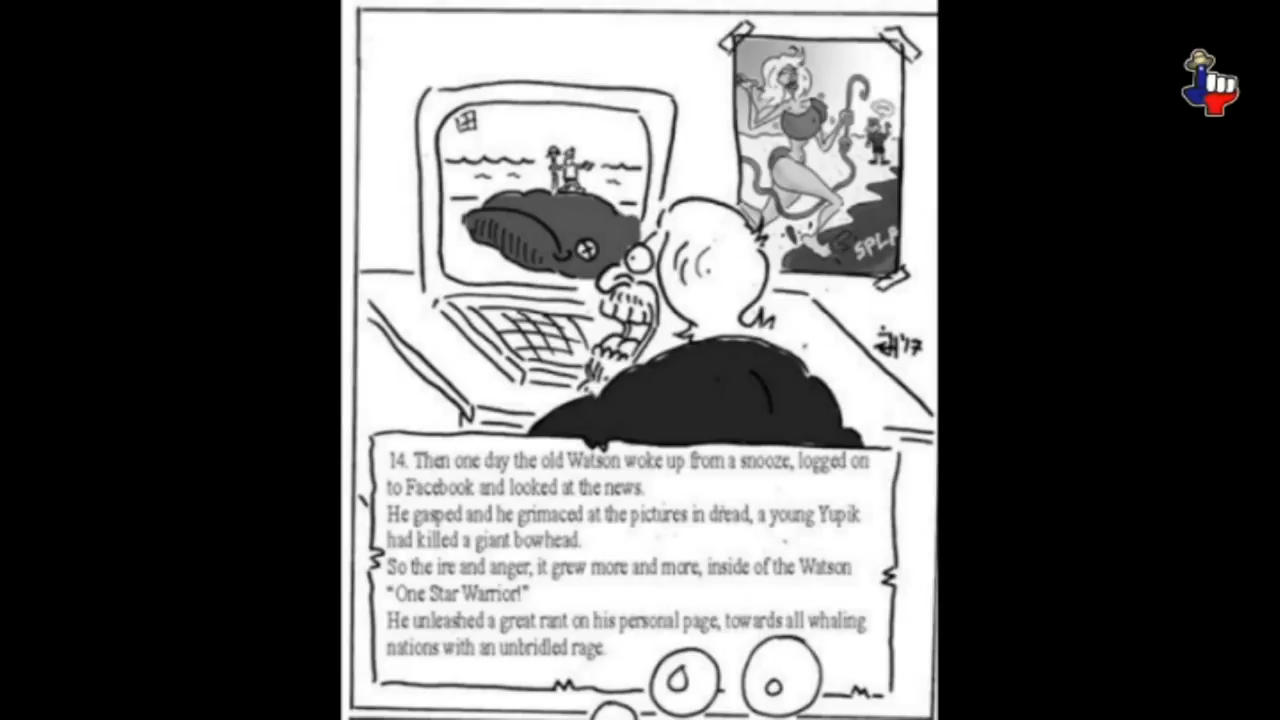 SPLP
'17
14. Then one day the old Watson woke up from a snooze, logged on
to Facebook and looked at the news.
He gasped and he grimaced at the pictures in dread, a young Yupik
had killed a giant bowhead.
So the ire and anger, it grew more and more, inside of the Watson
"One Star Warrior!"
He unleashed a great rant on his personal page, towards all whaling
nations with an unbridled rage.